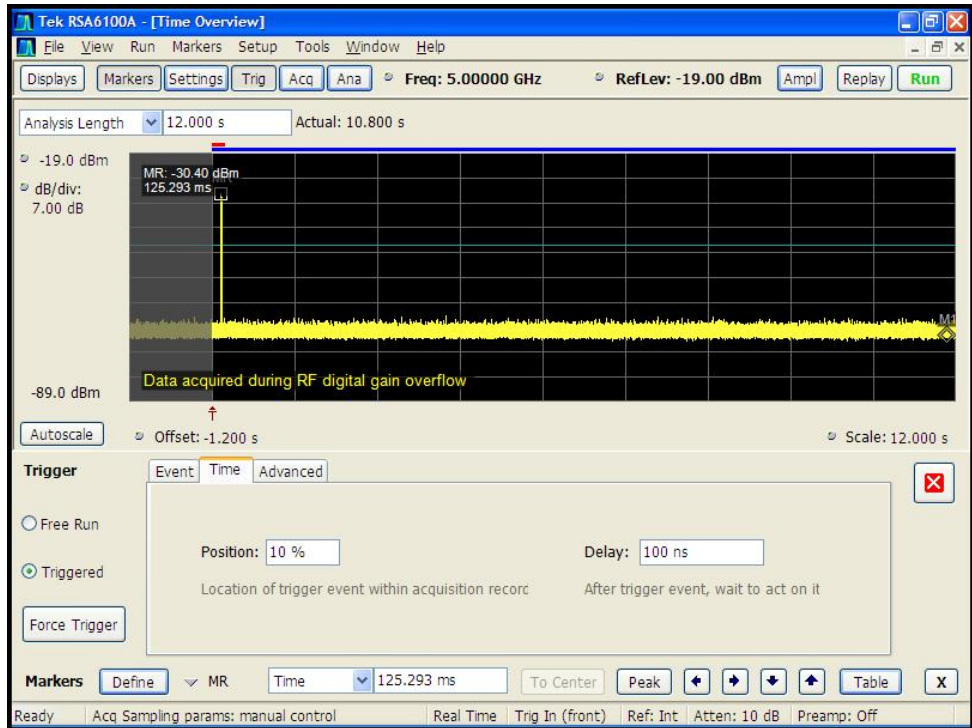 Tek RSA6100A - [Time Overview]
File View Run Markers Setup Tools Window Help
Displays Markers Settings Trig Acq Ana Freq: 5.00000 GHz RefLev: -19.00 dBm Ampl Replay Run
Analysis Length 12.000 s Actual: 10.800 s
-19.0 dBm
dB/div:
7.00 dB
MR: -30.40 dBm
125.293 ms
MR
M1
Data acquired during RF digital gain overflow
-89.0 dBm
Autoscale Offset: -1.200 s Scale: 12.000 s
Trigger Event Time Advanced
Free Run
Position: 10 % Delay: 100 ns
Triggered
Location of trigger event within acquisition recorc After trigger event, wait to act on it
Force Trigger
Markers Define MR Time 125.293 ms To Center Peak Table X
Ready Acq Sampling params: manual control Real Time Trig In (front) Ref: Int Atten: 10 dB Preamp: Off